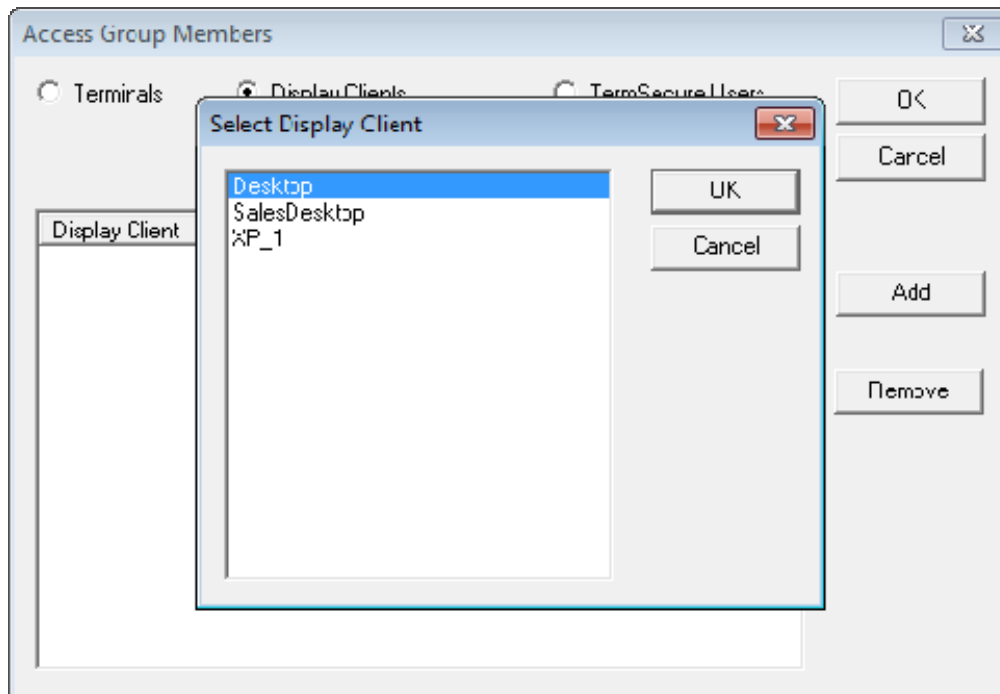 Access Group Members
Terminals
Display Clients
TermSecure Users
OK
Cancel
Select Display Client
Desktop
SalesDesktop
XP_1
OK
Cancel
Display Client
Add
Remove